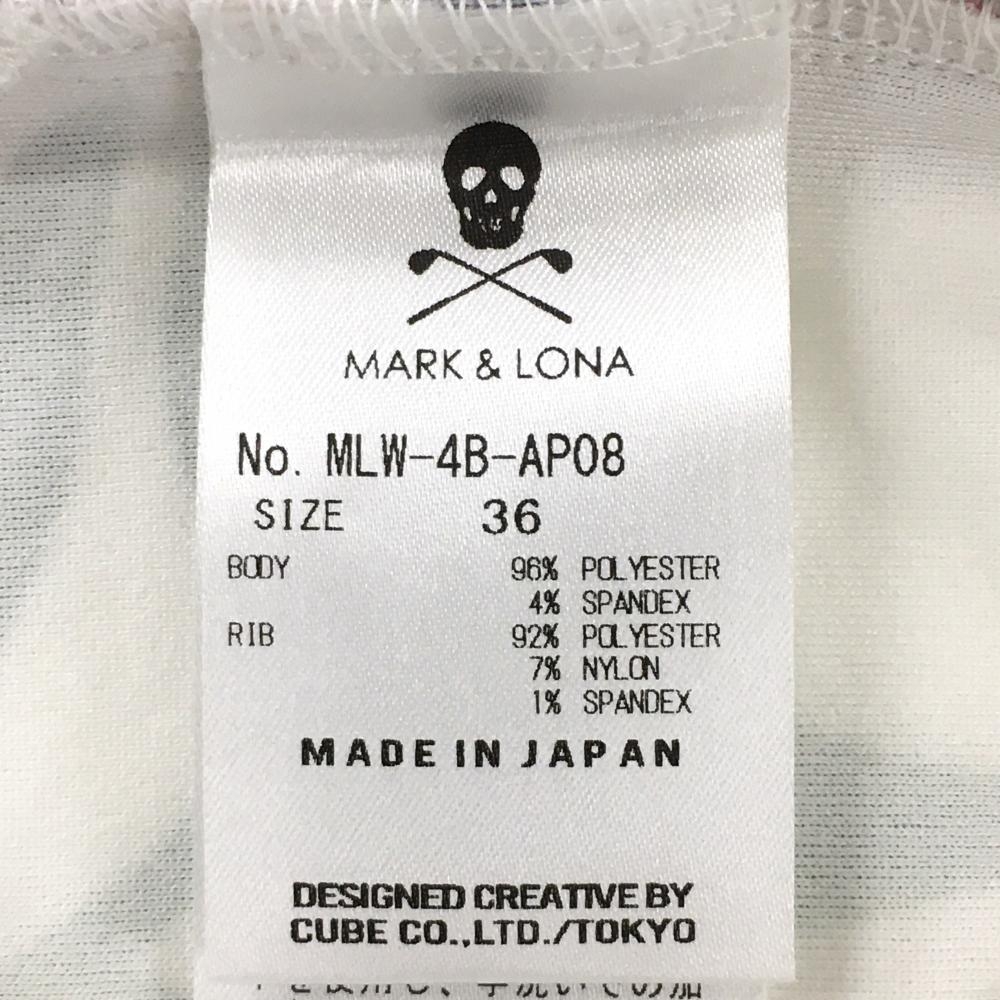 MARK & LONA
No. MLW-4B-AP08
SIZE 36
BODY 96% POLYESTER
4% SPANDEX
RIB 92% POLYESTER
7% NYLON
1% SPANDEX
MADE IN JAPAN
DESIGNED CREATIVE BY
CUBE CO.,LTD./TOKYO